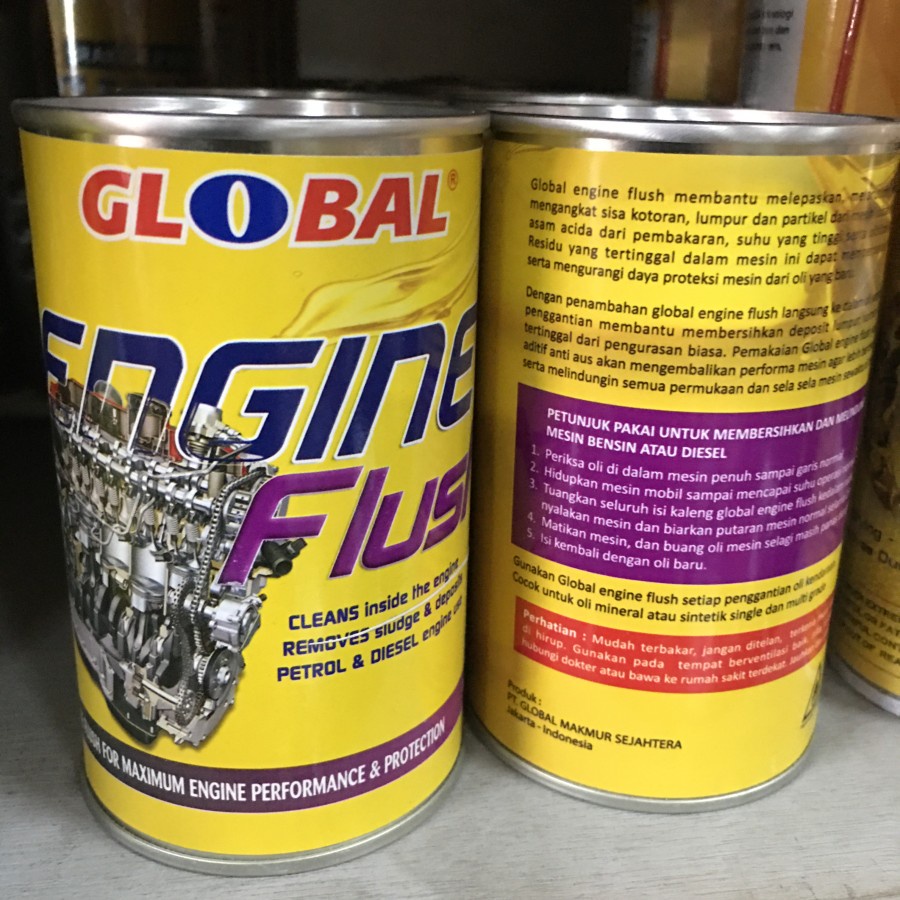 GLOBAL®
ENGINE
Flus
CLEANS inside the engine
REMOVES sludge & deposits
PETROL & DIESEL engine
FOR MAXIMUM ENGINE PERFORMANCE & PROTECTION
Global engine flush membantu melepaskan,
mengangkat sisa kotoran, lumpur dan partikel dari
asam acida dari pembakaran, suhu yang tinggi serta
Residu yang tertinggal dalam mesin ini dapat
serta mengurangi daya proteksi mesin dari oli yang baru.
Dengan penambahan global engine flush langsung ke dalam
penggantian membantu membersihkan deposit lumpur
tertinggal dari pengurasan biasa. Pemakaian Global engine flush
aditif anti aus akan mengembalikan performa mesin agar lebih
serta melindungin semua permukaan dan sela sela mesin
PETUNJUK PAKAI UNTUK MEMBERSIHKAN DAN
MESIN BENSIN ATAU DIESEL
1. Periksa oli di dalam mesin penuh sampai garis normal
2. Hidupkan mesin mobil sampai mencapai suhu
3. Tuangkan seluruh isi kaleng global engine flush
nyalakan mesin dan biarkan putaran mesin normal
4. Matikan mesin, dan buang oli mesin selagi masih
5. Isi kembali dengan oli baru.
Gunakan Global engine flush setiap penggantian oli
Cocok untuk oli mineral atau sintetik single dan multi grade
Perhatian : Mudah terbakar, jangan ditelan,
di hirup. Gunakan pada tempat berventilasi baik.
hubungi dokter atau bawa ke rumah sakit terdekat.
Produk :
PT. GLOBAL MAKMUR SEJAHTERA
Jakarta - Indonesia